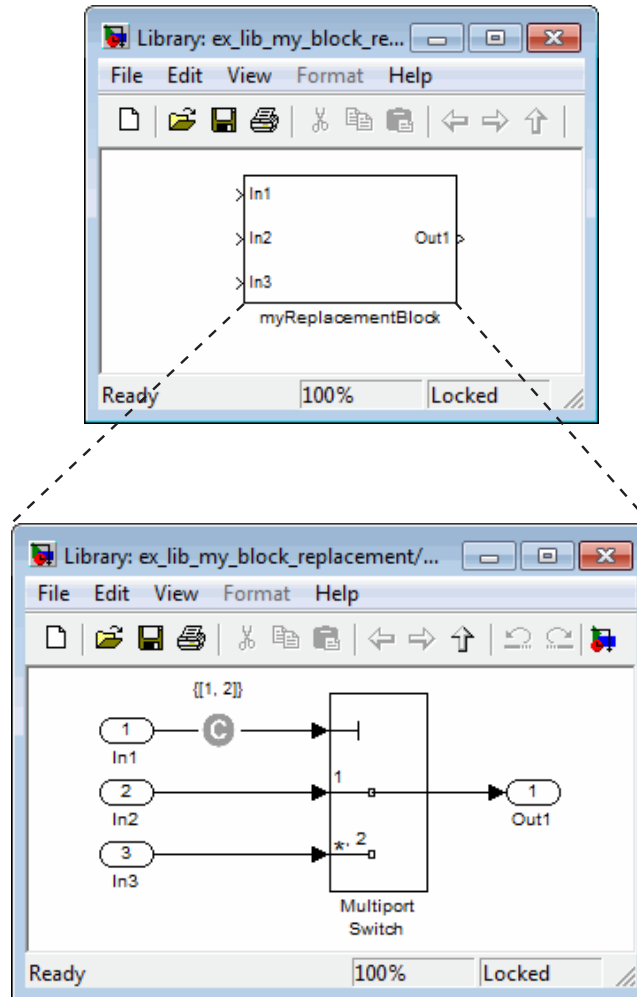 Library: ex_lib_my_block_re...
File Edit View Format Help
In1
In2 Out1
In3
myReplacementBlock
Ready 100% Locked
Library: ex_lib_my_block_replacement/...
File Edit View Format Help
{[1, 2]}
1 C
In1
1
2 1
In2 Out1
*, 2
3
In3
Multiport
Switch
Ready 100% Locked